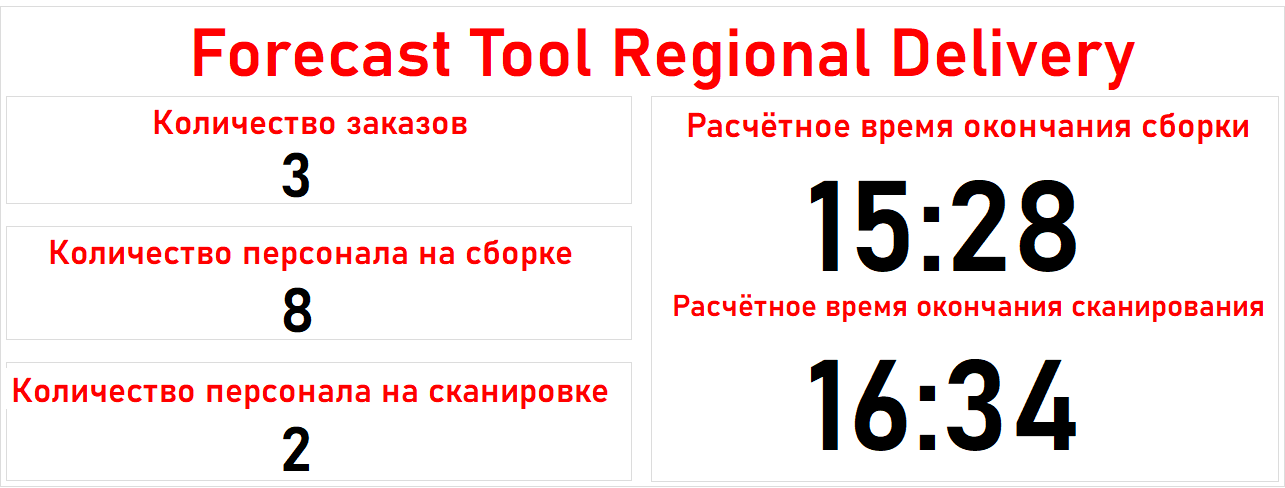 Forecast Tool Regional Delivery
Количество заказов
3
Количество персонала на сборке
8
Количество персонала на сканировке
2
Расчётное время окончания сборки
15:28
Расчётное время окончания сканирования
16:34